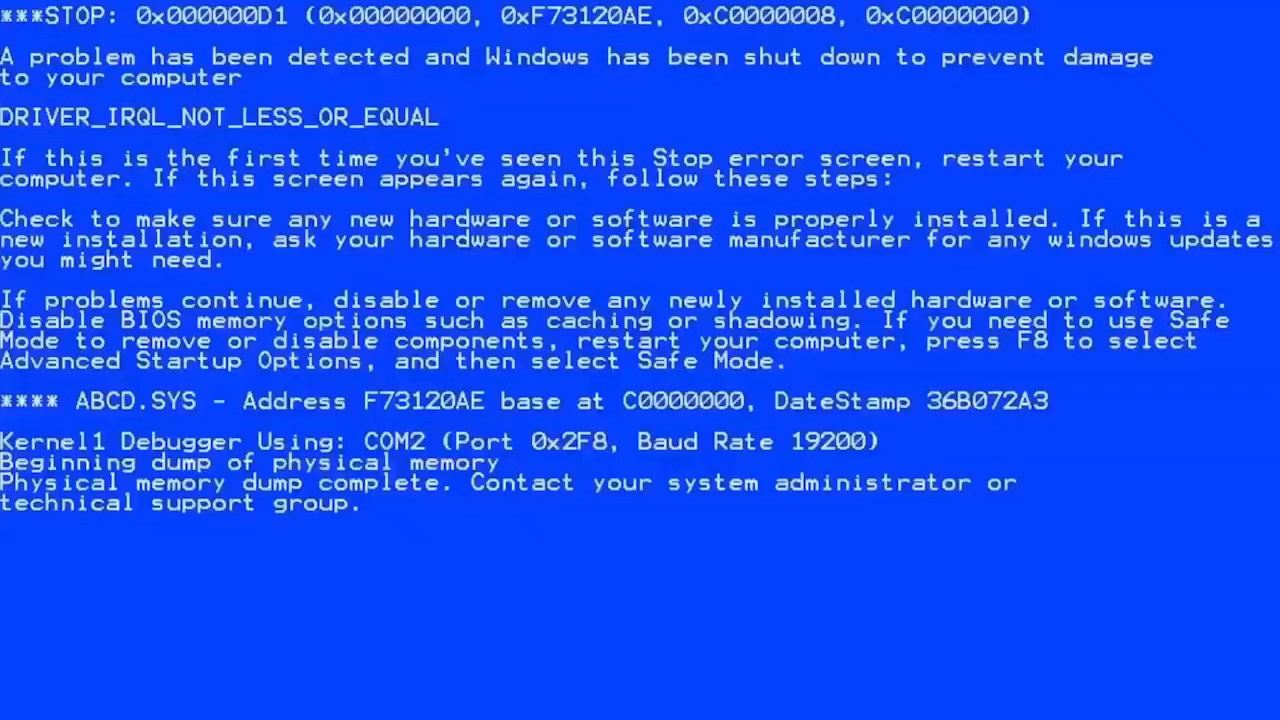 ***STOP: 0x000000D1 (0x00000000, 0xF73120AE, 0xC0000008, 0xC0000000)
A problem has been detected and Windows has been shut down to prevent damage
to your computer
DRIVER_IRQL_NOT_LESS_OR_EQUAL
If this is the first time you've seen this Stop error screen, restart your
computer. If this screen appears again, follow these steps:
Check to make sure any new hardware or software is properly installed. If this is a
new installation, ask your hardware or software manufacturer for any windows updates
you might need.
If problems continue, disable or remove any newly installed hardware or software.
Disable BIOS memory options such as caching or shadowing. If you need to use Safe
Mode to remove or disable components, restart your computer, press F8 to select
Advanced Startup Options, and then select Safe Mode.
**** ABCD.SYS - Address F73120AE base at C0000000, DateStamp 36B072A3
Kernel1 Debugger Using: COM2 (Port 0x2F8, Baud Rate 19200)
Beginning dump of physical memory
Physical memory dump complete. Contact your system administrator or
technical support group.